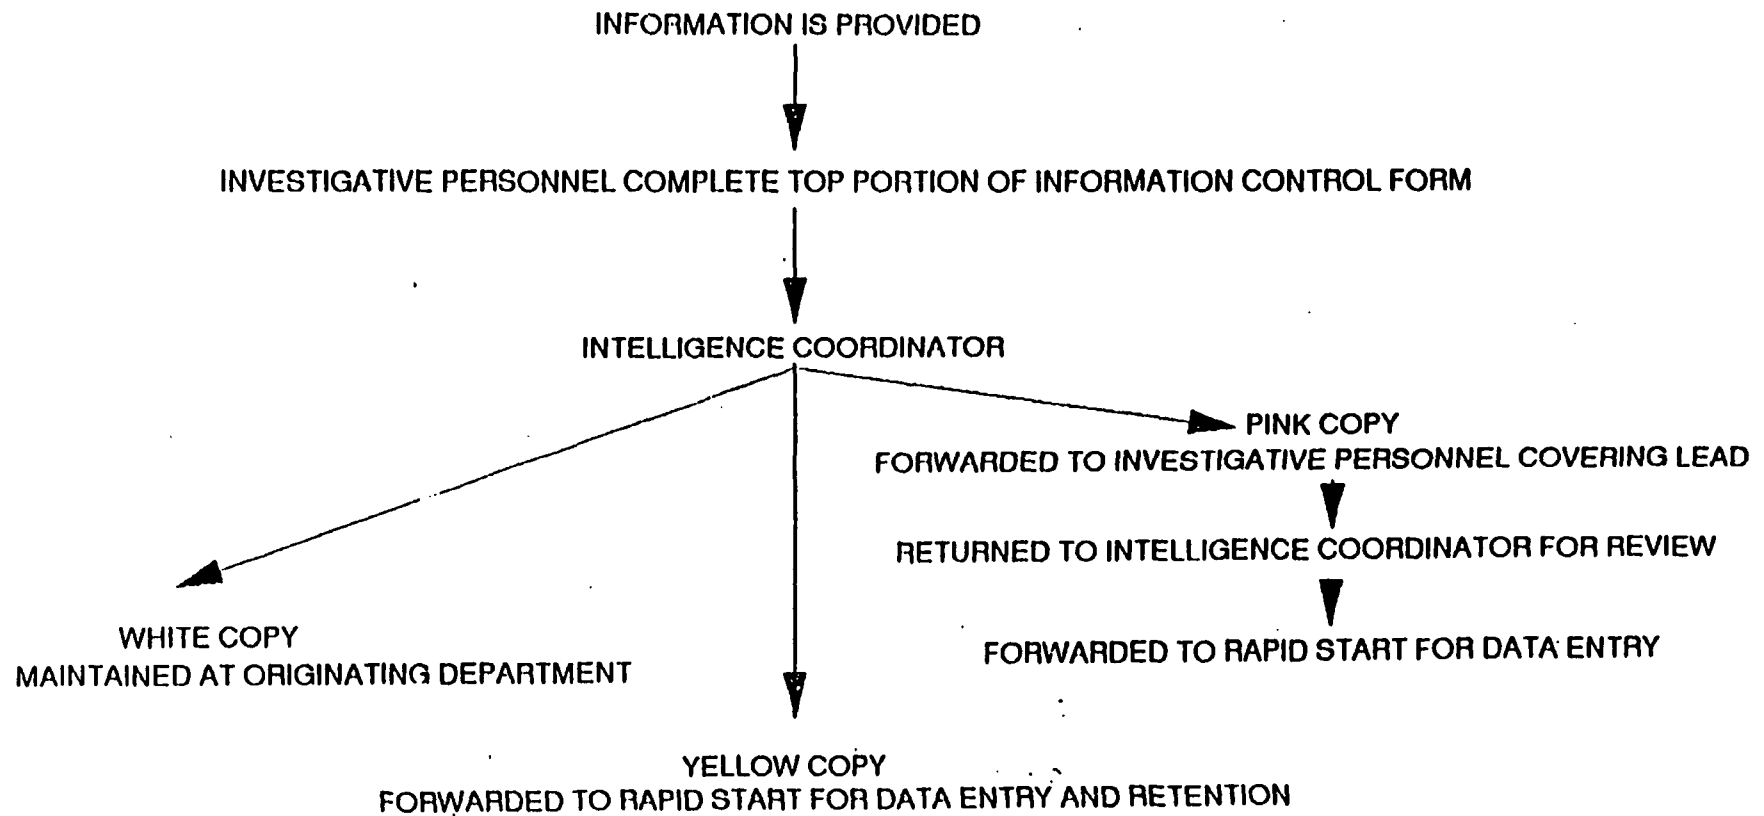 INFORMATION IS PROVIDED
INVESTIGATIVE PERSONNEL COMPLETE TOP PORTION OF INFORMATION CONTROL FORM
INTELLIGENCE COORDINATOR
PINK COPY
FORWARDED TO INVESTIGATIVE PERSONNEL COVERING LEAD
RETURNED TO INTELLIGENCE COORDINATOR FOR REVIEW
FORWARDED TO RAPID START FOR DATA ENTRY
WHITE COPY
MAINTAINED AT ORIGINATING DEPARTMENT
YELLOW COPY
FORWARDED TO RAPID START FOR DATA ENTRY AND RETENTION